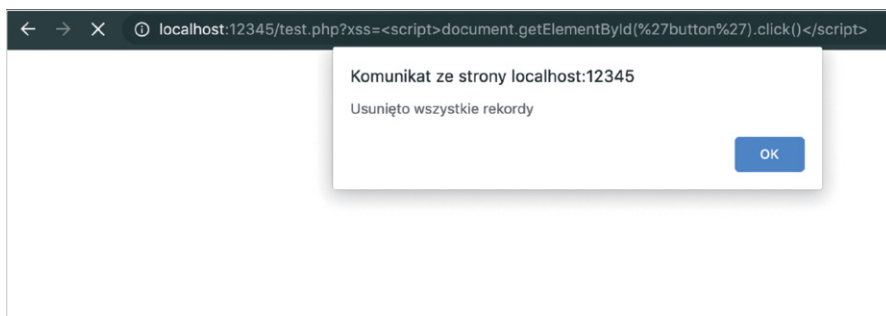 localhost:12345/test.php?xss=<script>document.getElementById(%27button%27).click()</script>
Komunikat ze strony localhost:12345
Usunięto wszystkie rekordy
OK